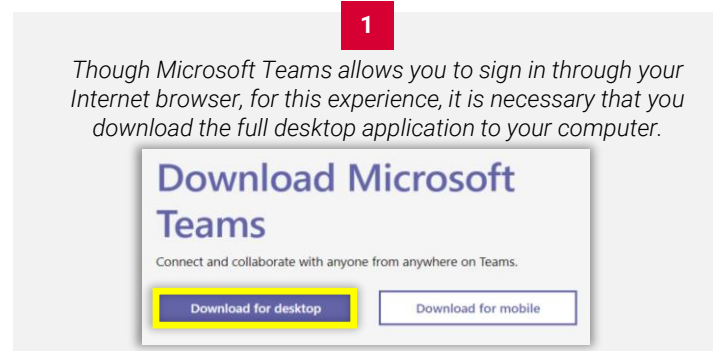 1
Though Microsoft Teams allows you to sign in through your
Internet browser, for this experience, it is necessary that you
download the full desktop application to your computer.
Download Microsoft
Teams
Connect and collaborate with anyone from anywhere on Teams.
Download for desktop
Download for mobile